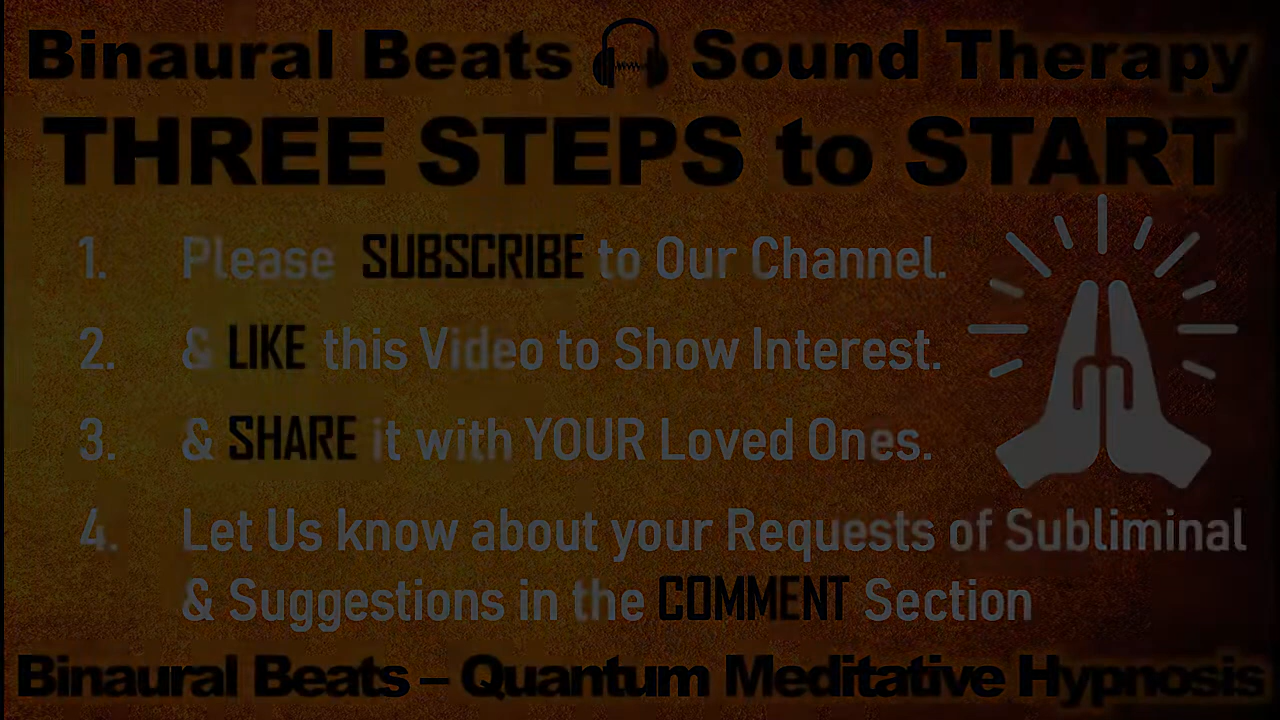 Binaural Beats Sound Therapy
THREE STEPS to START
1. Please SUBSCRIBE to Our Channel.
2. & LIKE this Video to Show Interest.
3. & SHARE it with YOUR Loved Ones.
4. Let Us know about your Requests of Subliminal
& Suggestions in the COMMENT Section
Binaural Beats – Quantum Meditative Hypnosis